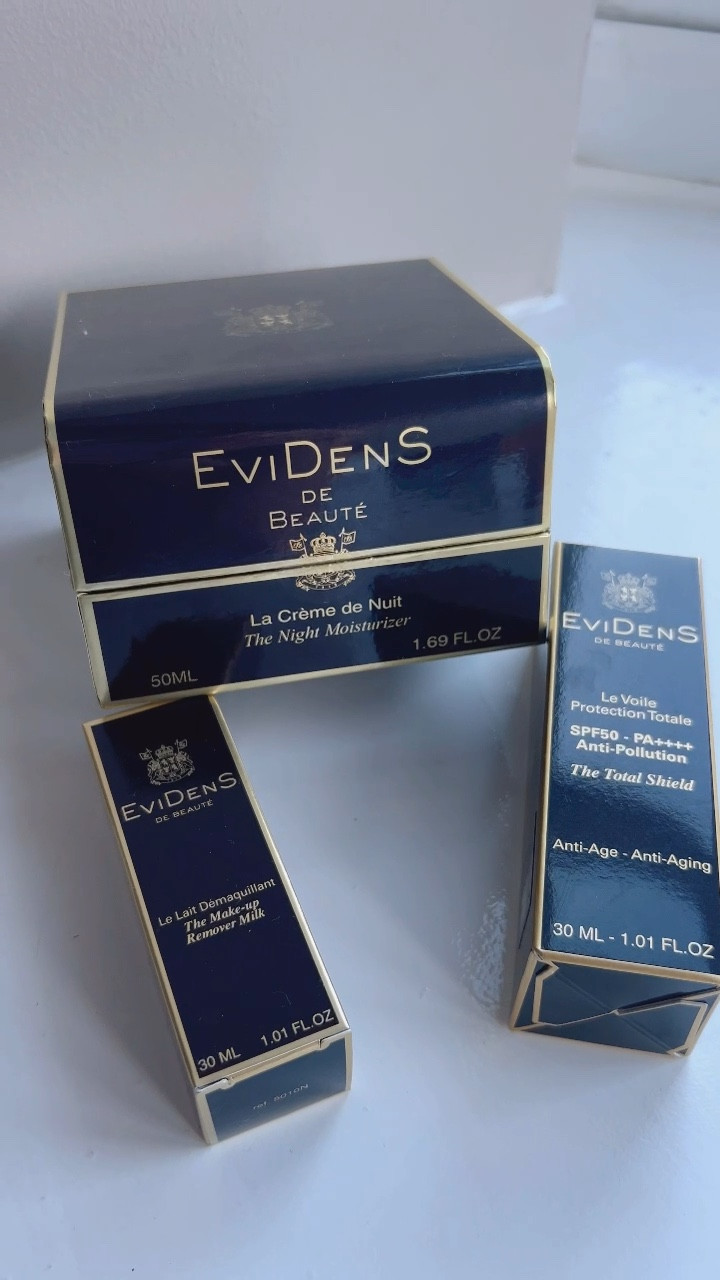 EviDenS
DE
BEAUTÉ
La Crème de Nuit
The Night Moisturizer
50ML
1.69 FL.OZ
EviDenS
DE BEAUTÉ
Le Lait Démaquillant
The Make-up
Remover Milk
30 ML
1.01 FL.OZ
EviDenS
DE BEAUTÉ
Le Voile
Protection Totale
SPF50 - PA++++
Anti-Pollution
The Total Shield
Anti-Age - Anti-Aging
30 ML - 1.01 FL.OZ